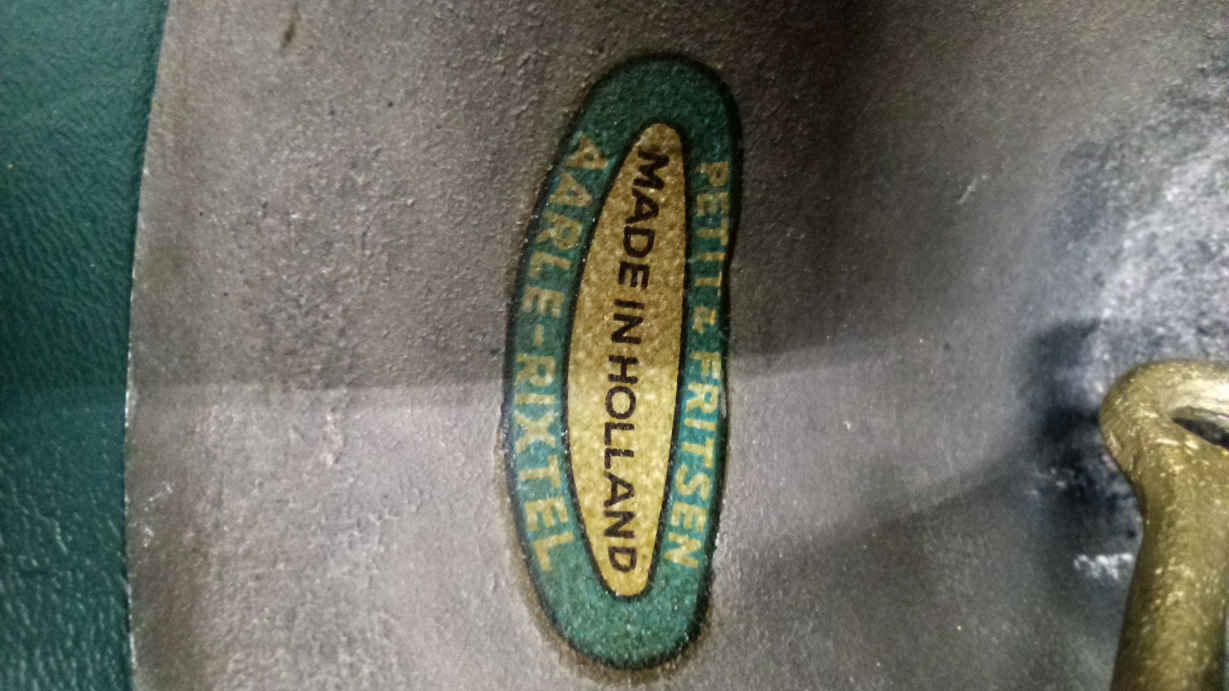 PETIT & FRITSEN
MADE IN HOLLAND
AARLE-RIXTEL